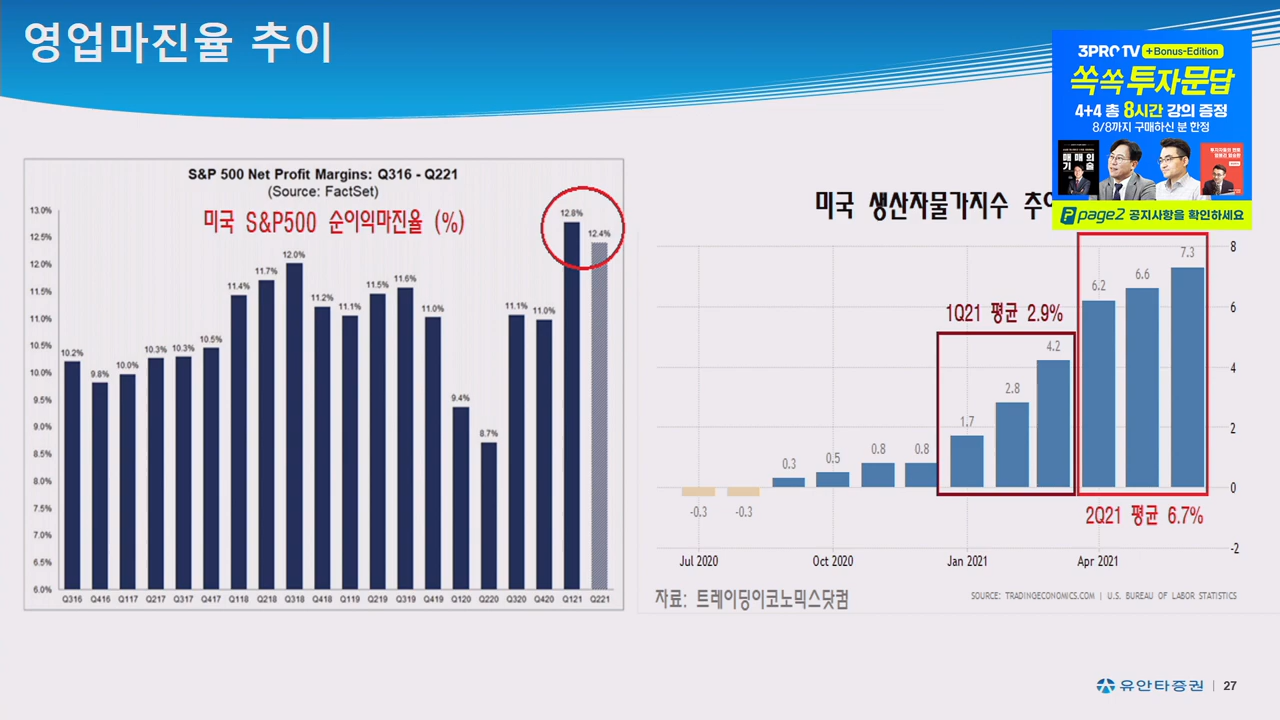 영업마진율 추이
3PRO TV +Bonus-Edition
쏙쏙 투자문답
4+4 총 8시간 강의 증정
8/8까지 구매하신 분 한정
매매의
기술
page2 공지사항을 확인하세요
S&P 500 Net Profit Margins: Q316 - Q221
(Source: FactSet)
미국 S&P500 순이익마진율 (%)
13.0%
12.5%
12.0%
11.5%
11.0%
10.5%
10.0%
9.5%
9.0%
8.5%
8.0%
7.5%
7.0%
6.5%
6.0%
10.2% 9.8% 10.0% 10.3% 10.3% 10.5% 11.4% 11.7% 12.0% 11.2% 11.1% 11.5% 11.6% 11.0% 9.4% 8.7% 11.1% 11.0% 12.8% 12.4%
Q316 Q416 Q117 Q217 Q317 Q417 Q118 Q218 Q318 Q418 Q119 Q219 Q319 Q419 Q120 Q220 Q320 Q420 Q121 Q221
미국 생산자물가지수 추이
8
6
4
2
0
-2
1Q21 평균 2.9%
-0.3 -0.3 0.3 0.5 0.8 0.8 1.7 2.8 4.2 6.2 6.6 7.3
2Q21 평균 6.7%
Jul 2020 Oct 2020 Jan 2021 Apr 2021
자료: 트레이딩이코노믹스닷컴
SOURCE: TRADINGECONOMICS.COM | U.S. BUREAU OF LABOR STATISTICS
유안타증권 | 27